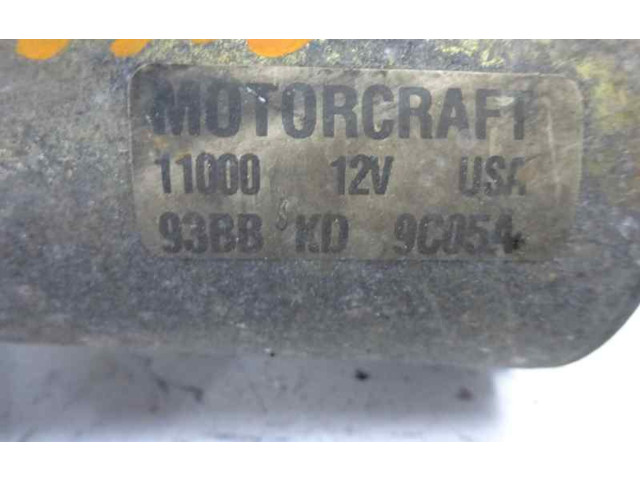 MOTORCRAFT
11000 12V USA
93BB KD 9C054